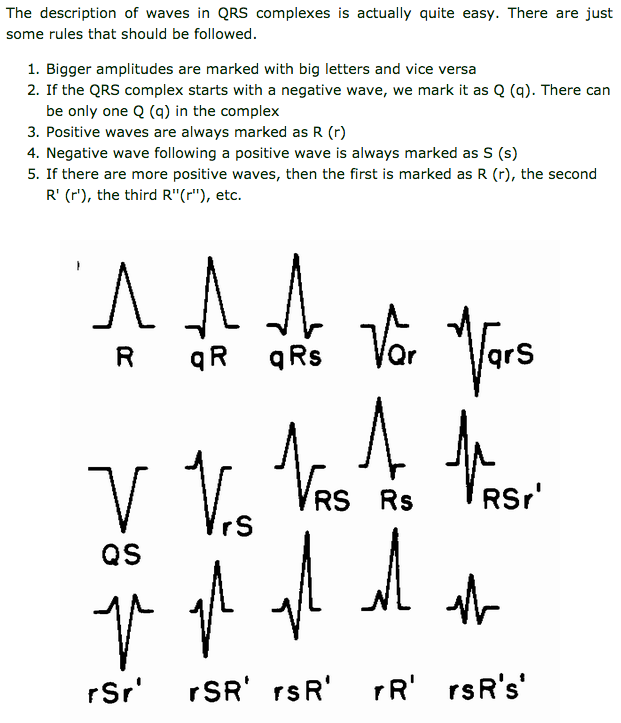 The description of waves in QRS complexes is actually quite easy. There are just
some rules that should be followed.
1. Bigger amplitudes are marked with big letters and vice versa
2. If the QRS complex starts with a negative wave, we mark it as Q (q). There can
be only one Q (q) in the complex
3. Positive waves are always marked as R (r)
4. Negative wave following a positive wave is always marked as S (s)
5. If there are more positive waves, then the first is marked as R (r), the second
R' (r'), the third R"(r"), etc.
R qR qRs Qr qrS
QS rS RS Rs RSr'
rSr' rSR' rsR' rR' rsR's'